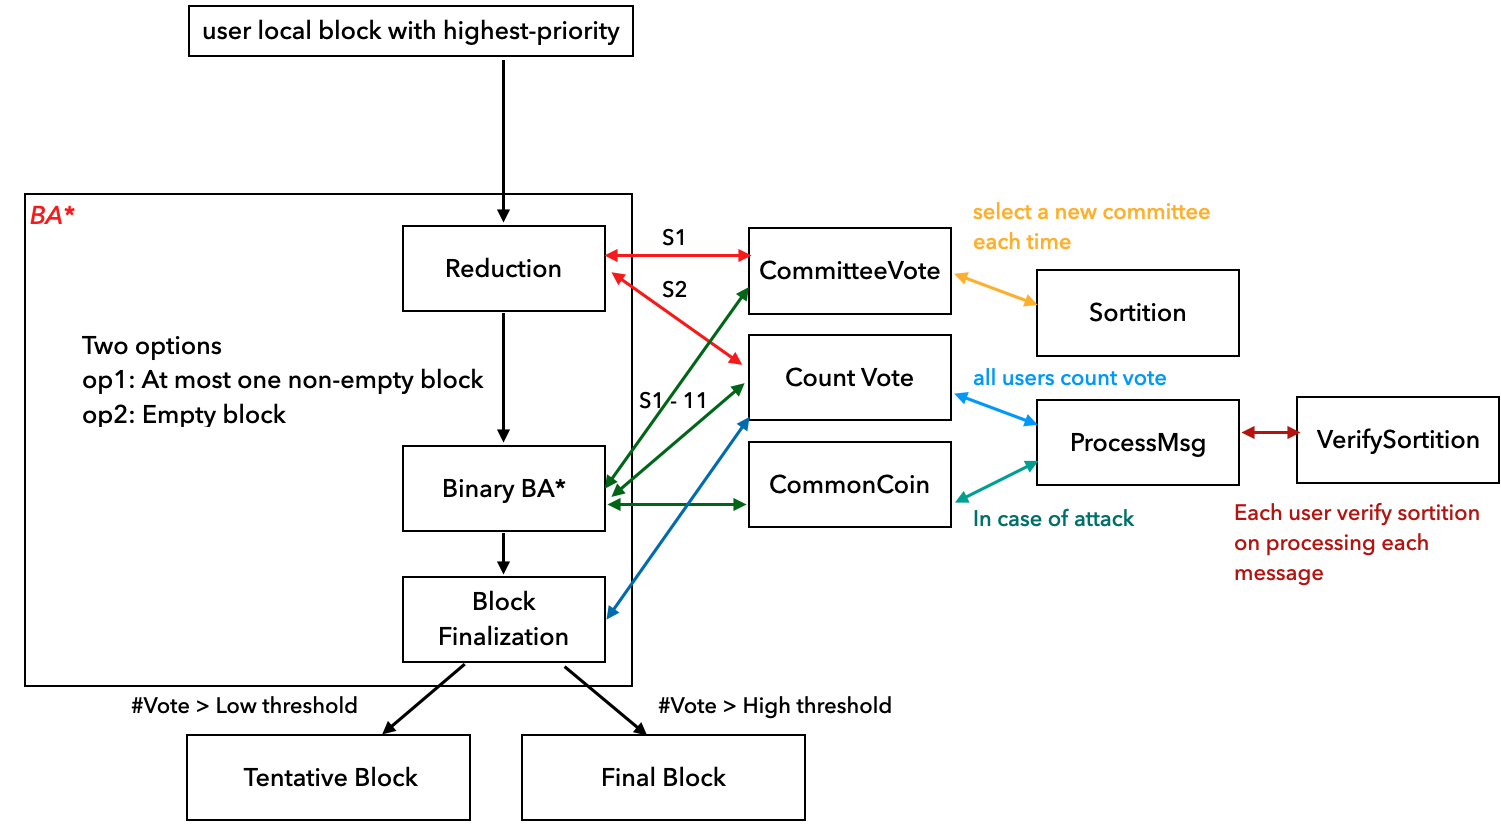 user local block with highest-priority
BA*
Reduction
Two options
op1: At most one non-empty block
op2: Empty block
Binary BA*
Block
Finalization
S1
S2
S1 - 11
CommitteeVote
Count Vote
CommonCoin
select a new committee
each time
Sortition
all users count vote
ProcessMsg
In case of attack
VerifySortition
Each user verify sortition
on processing each
message
#Vote > Low threshold
#Vote > High threshold
Tentative Block
Final Block